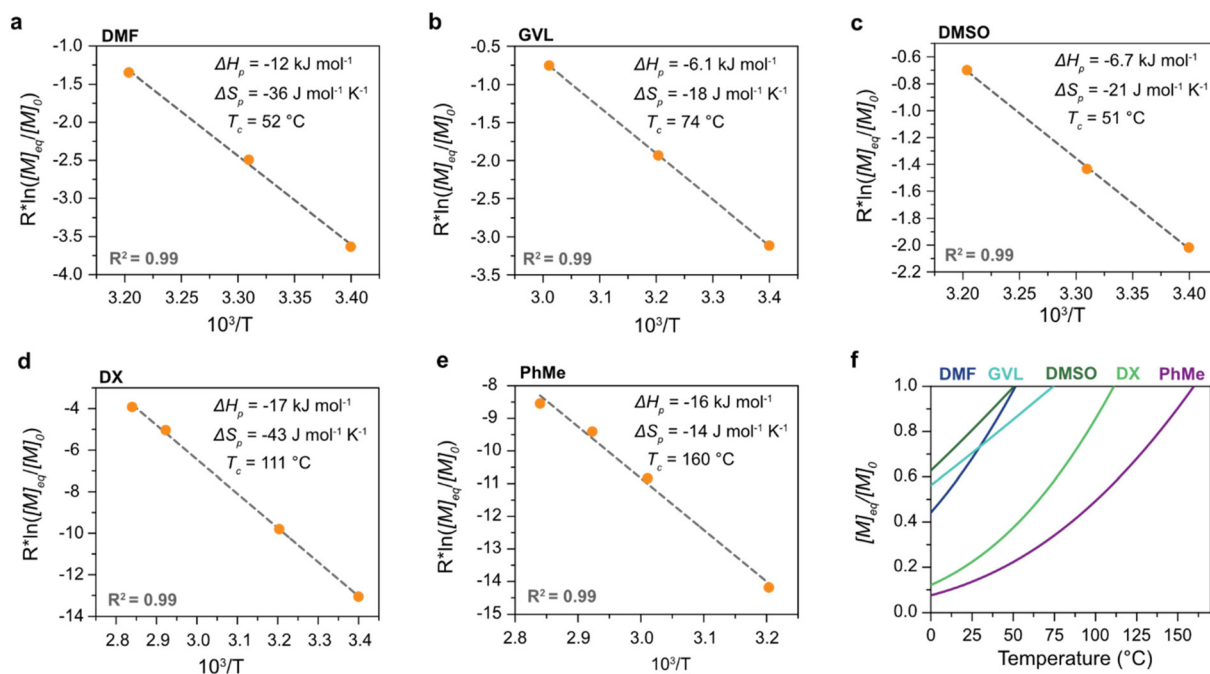 a
DMF
ΔHp = -12 kJ mol⁻¹
ΔSp = -36 J mol⁻¹ K⁻¹
Tc = 52 °C
R² = 0.99
R*ln([M]eq/[M]0)
-1.0
-1.5
-2.0
-2.5
-3.0
-3.5
-4.0
3.20 3.30 3.40
10³/T
b
GVL
ΔHp = -6.1 kJ mol⁻¹
ΔSp = -18 J mol⁻¹ K⁻¹
Tc = 74 °C
R² = 0.99
R*ln([M]eq/[M]0)
-0.5
-1.0
-1.5
-2.0
-2.5
-3.0
-3.5
3.0 3.1 3.2 3.3 3.4
10³/T
c
DMSO
ΔHp = -6.7 kJ mol⁻¹
ΔSp = -21 J mol⁻¹ K⁻¹
Tc = 51 °C
R² = 0.99
R*ln([M]eq/[M]0)
-0.6
-0.8
-1.0
-1.2
-1.4
-1.6
-1.8
-2.0
-2.2
3.20 3.30 3.40
10³/T
d
DX
ΔHp = -17 kJ mol⁻¹
ΔSp = -43 J mol⁻¹ K⁻¹
Tc = 111 °C
R² = 0.99
R*ln([M]eq/[M]0)
-4
-6
-8
-10
-12
-14
2.8 2.9 3.0 3.1 3.2 3.3 3.4
10³/T
e
PhMe
ΔHp = -16 kJ mol⁻¹
ΔSp = -14 J mol⁻¹ K⁻¹
Tc = 160 °C
R² = 0.99
R*ln([M]eq/[M]0)
-8
-9
-10
-11
-12
-13
-14
-15
2.8 2.9 3.0 3.1 3.2
10³/T
f
DMF GVL DMSO DX PhMe
[M]eq/[M]0
1.0
0.8
0.6
0.4
0.2
0.0
0 25 50 75 100 125 150
Temperature (°C)